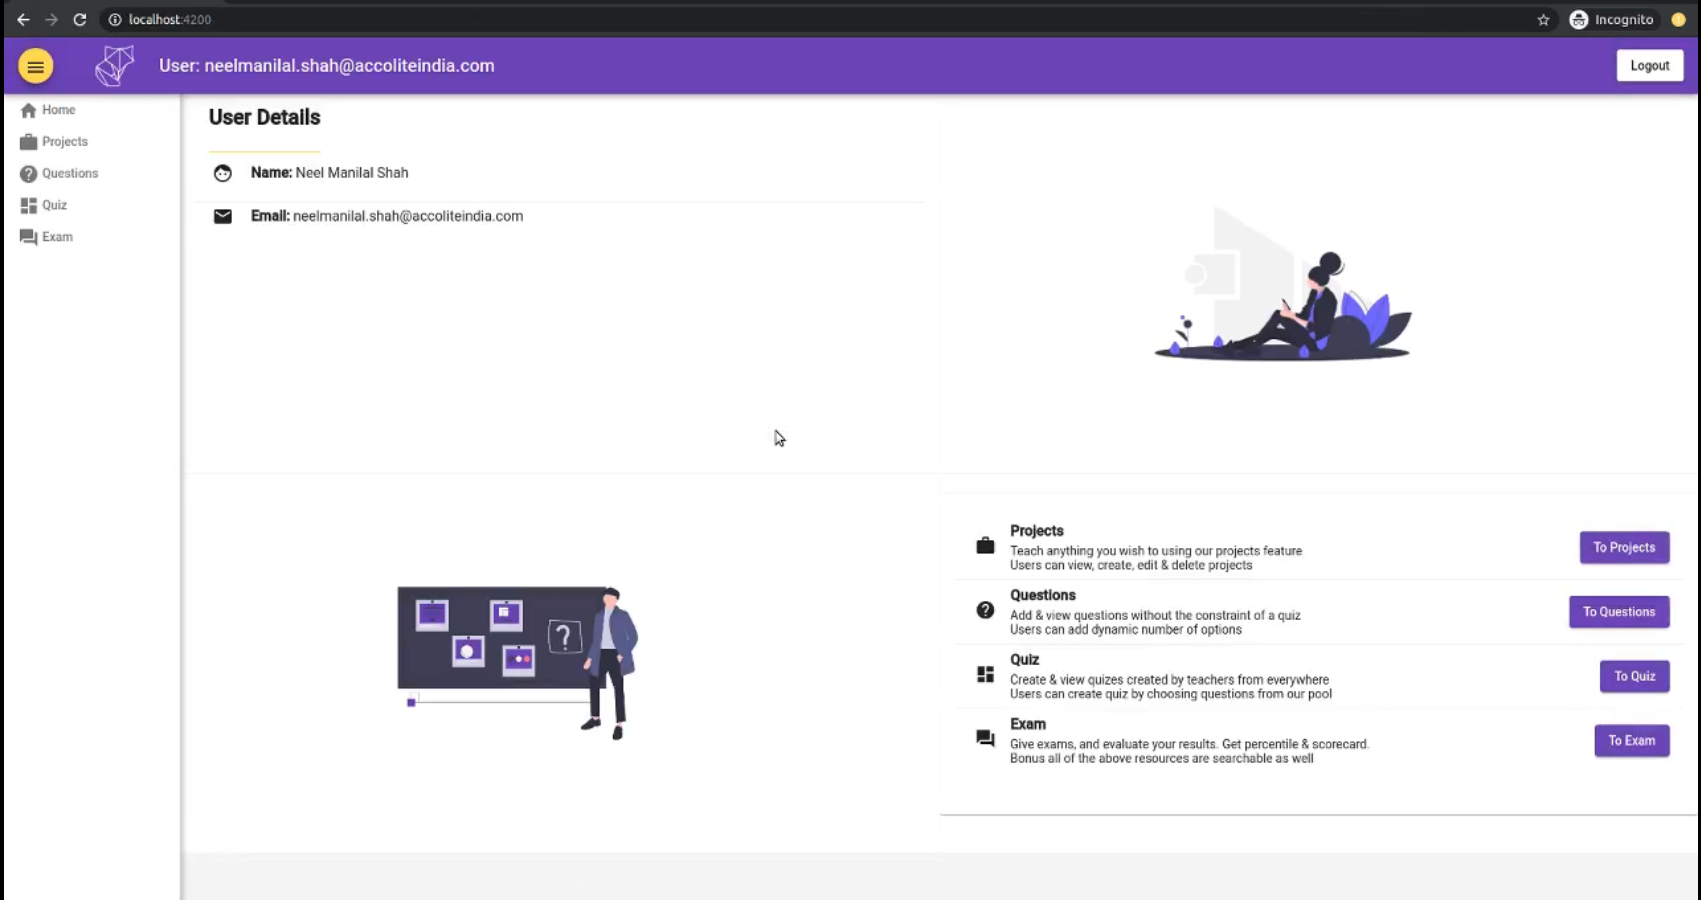 localhost:4200
Incognito
User: neelmanilal.shah@accoliteindia.com
Logout
Home
Projects
Questions
Quiz
Exam
User Details
Name: Neel Manilal Shah
Email: neelmanilal.shah@accoliteindia.com
?
Projects
Teach anything you wish to using our projects feature
Users can view, create, edit & delete projects
To Projects
Questions
Add & view questions without the constraint of a quiz
Users can add dynamic number of options
To Questions
Quiz
Create & view quizes created by teachers from everywhere
Users can create quiz by choosing questions from our pool
To Quiz
Exam
Give exams, and evaluate your results. Get percentile & scorecard.
Bonus all of the above resources are searchable as well
To Exam